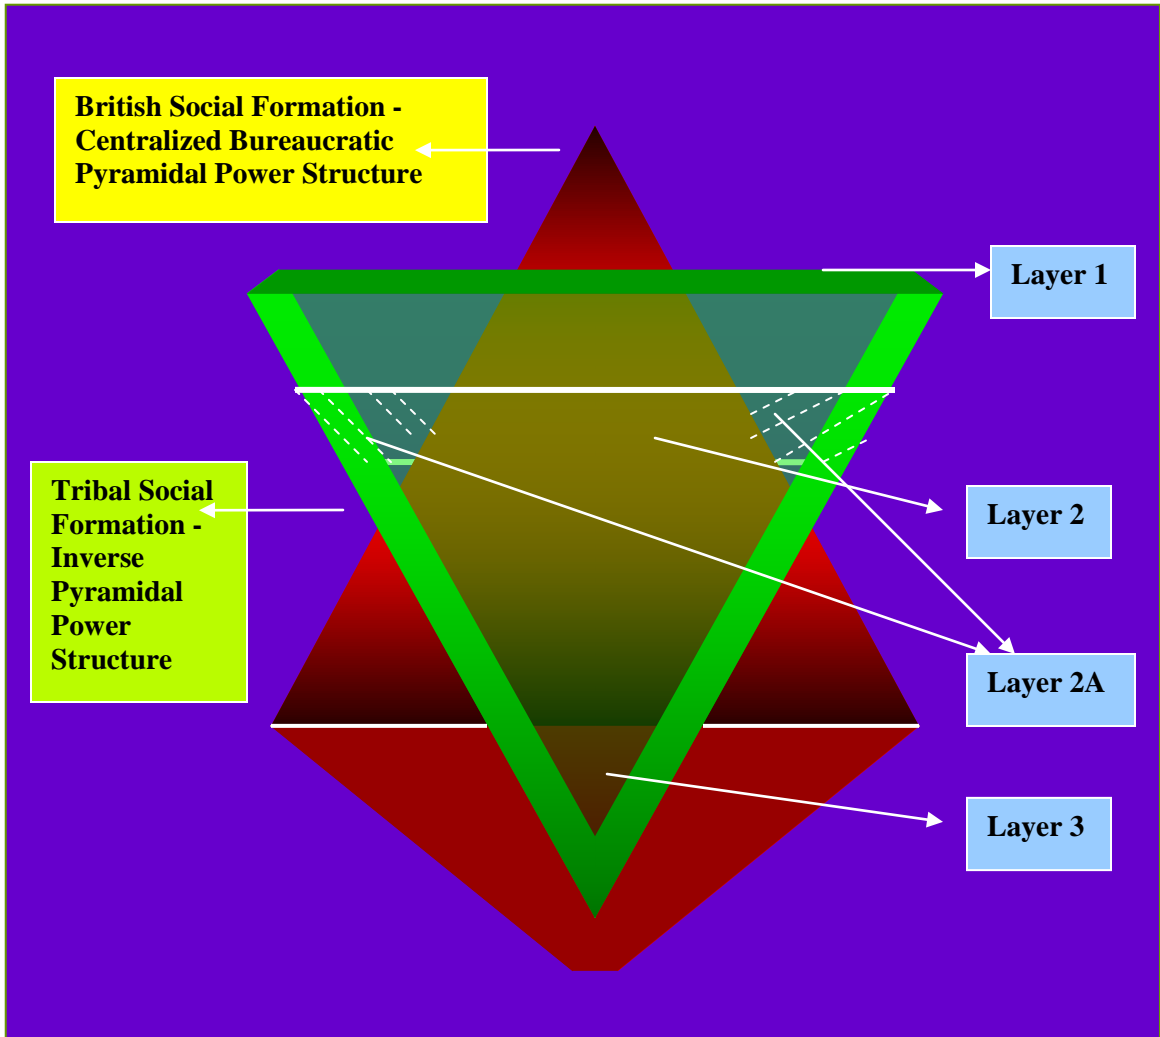 British Social Formation -
Centralized Bureaucratic
Pyramidal Power Structure
Layer 1
Tribal Social
Formation -
Inverse
Pyramidal
Power
Structure
Layer 2
Layer 2A
Layer 3